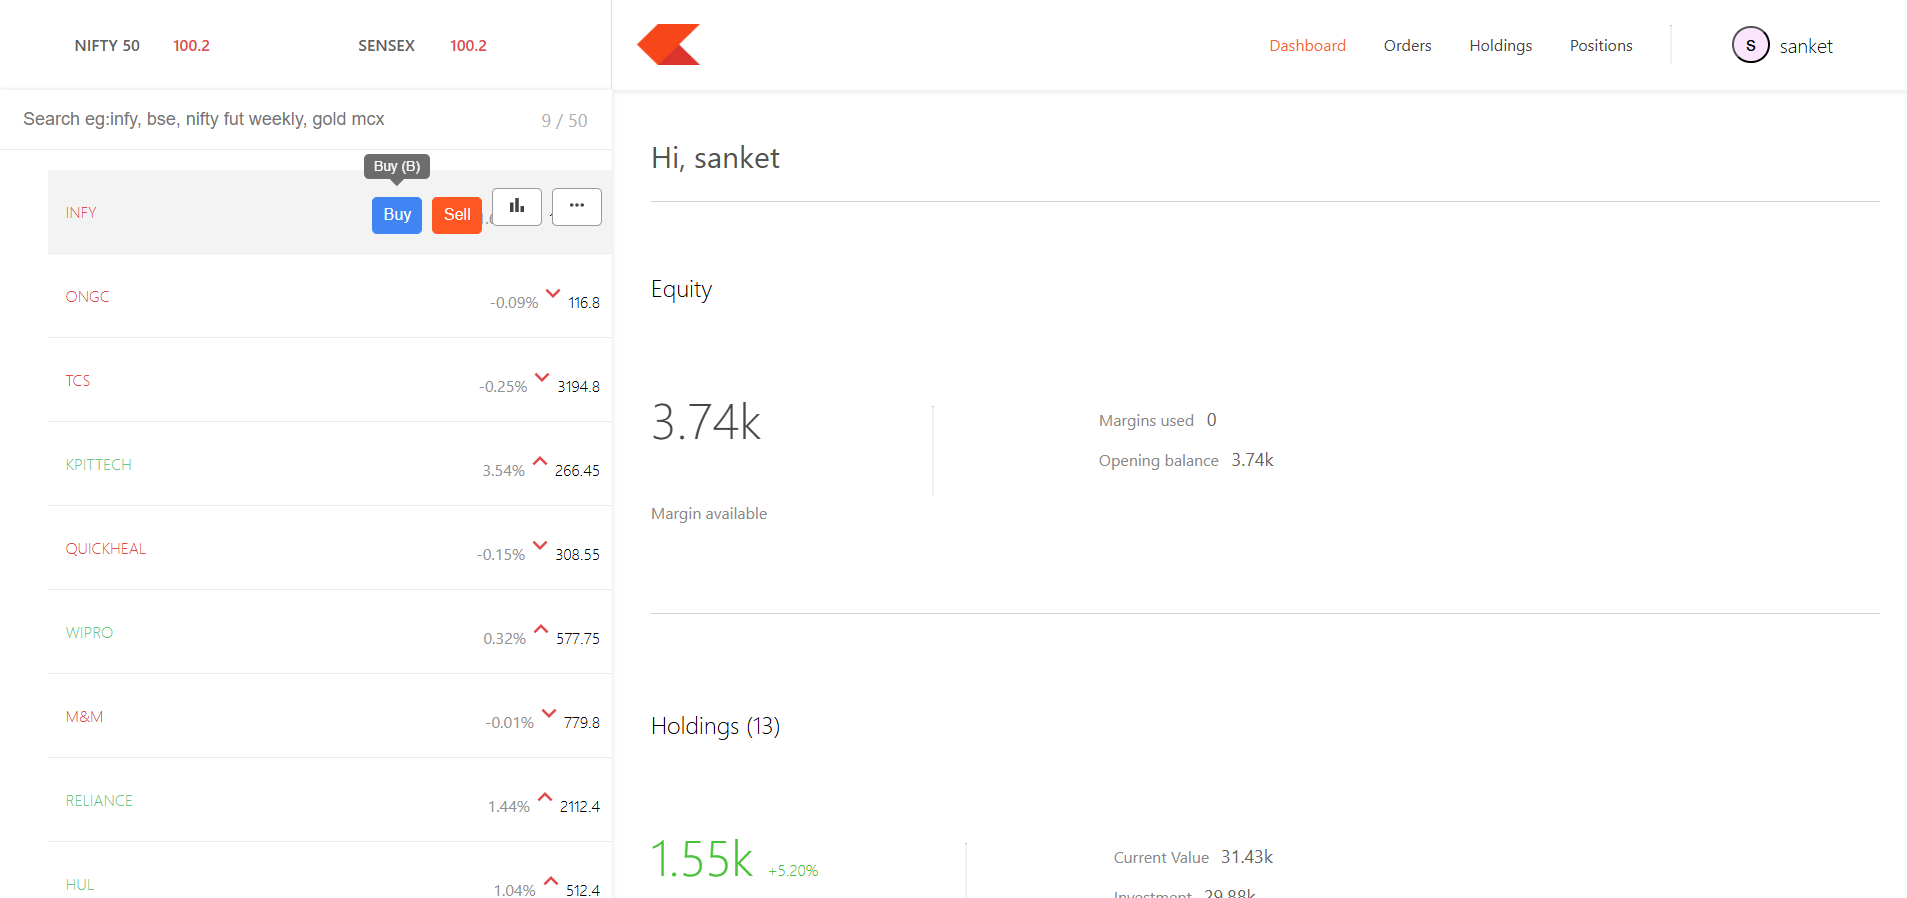 NIFTY 50 100.2 SENSEX 100.2
Dashboard Orders Holdings Positions S sanket
Search eg:infy, bse, nifty fut weekly, gold mcx 9 / 50
Buy (B)
INFY Buy Sell
ONGC -0.09% 116.8
TCS -0.25% 3194.8
KPITTECH 3.54% 266.45
QUICKHEAL -0.15% 308.55
WIPRO 0.32% 577.75
M&M -0.01% 779.8
RELIANCE 1.44% 2112.4
HUL 1.04% 512.4
Hi, sanket
Equity
3.74k
Margin available
Margins used 0
Opening balance 3.74k
Holdings (13)
1.55k +5.20%
Current Value 31.43k
Investment 29.88k